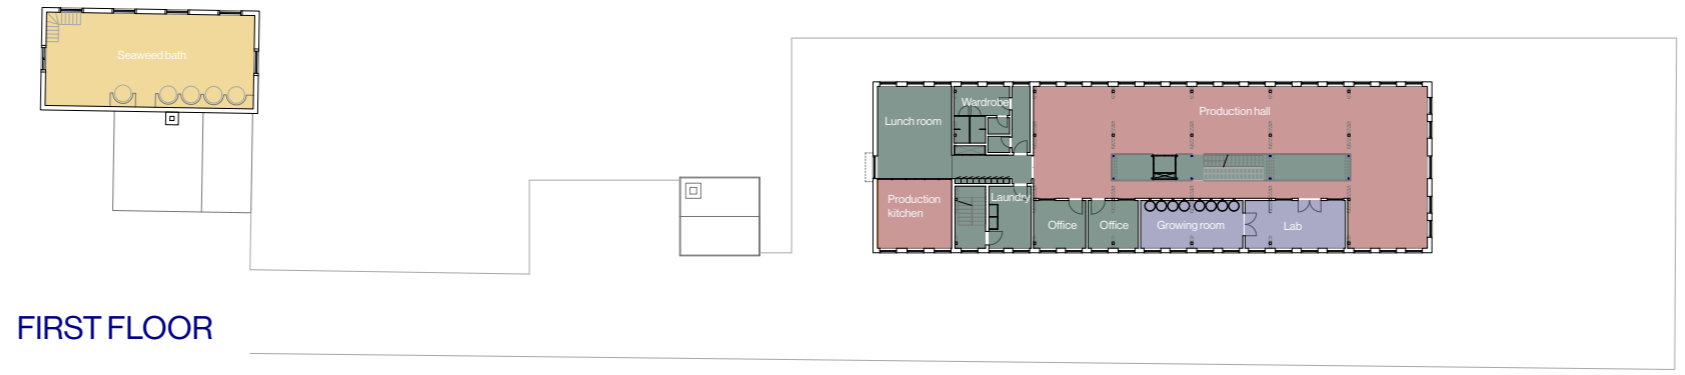 Seaweed bath
Wardrobe
Lunch room
Production hall
Production
kitchen
Laundry
Office
Office
Growing room
Lab
FIRST FLOOR